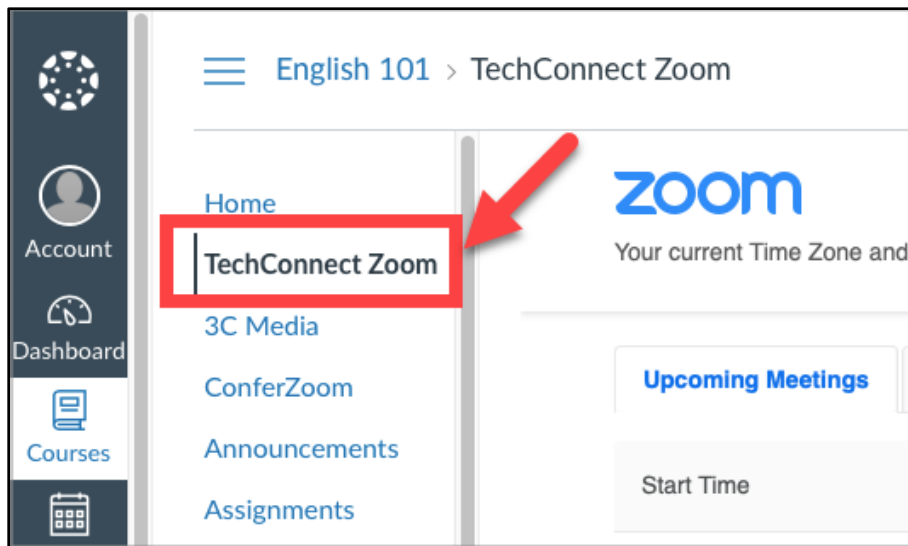 English 101 > TechConnect Zoom
Account
Dashboard
Courses
Home
TechConnect Zoom
3C Media
ConferZoom
Announcements
Assignments
zoom
Your current Time Zone and
Upcoming Meetings
Start Time